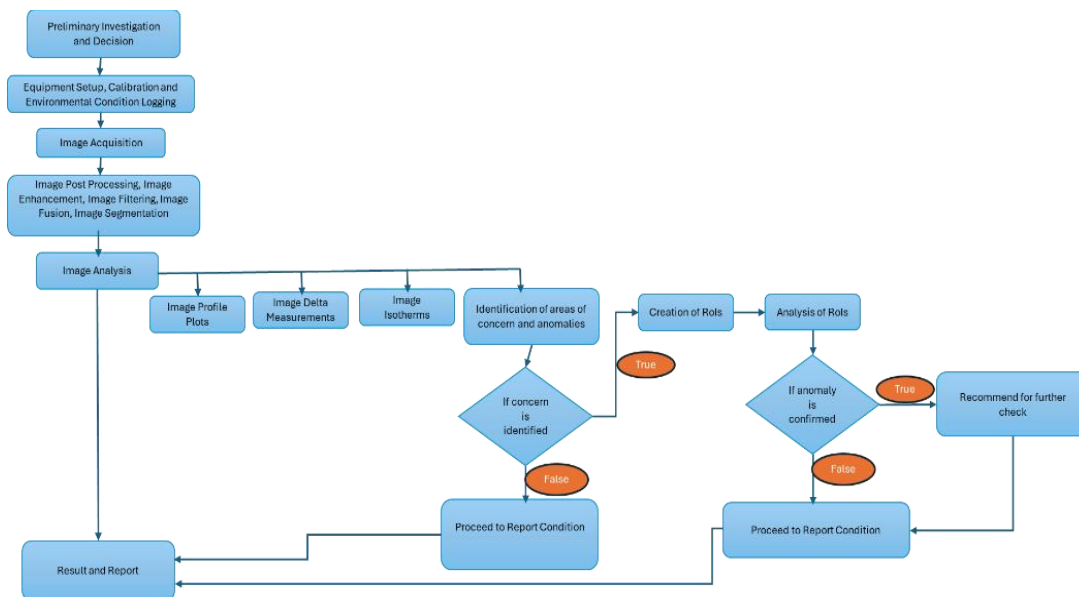 Preliminary Investigation
and Decision
Equipment Setup, Calibration and
Environmental Condition Logging
Image Acquisition
Image Post Processing, Image
Enhancement, Image Filtering, Image
Fusion, Image Segmentation
Image Analysis
Image Profile
Plots
Image Delta
Measurements
Image
Isotherms
Identification of areas of
concern and anomalies
Creation of RoIs
Analysis of RoIs
True
If concern
is
identified
If anomaly
is
confirmed
True
Recommend for further
check
False
False
Proceed to Report Condition
Proceed to Report Condition
Result and Report